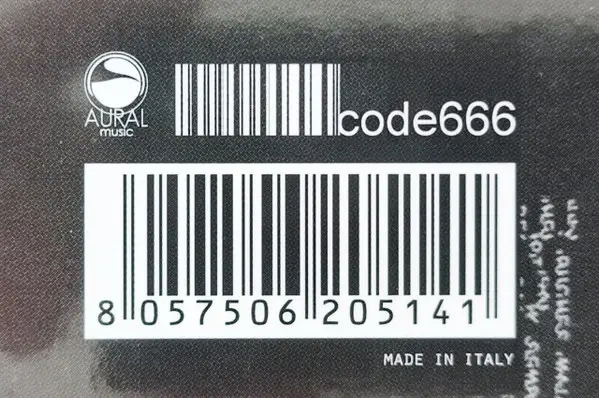 AURAL
music
code666
8 057506 205141
MADE IN ITALY